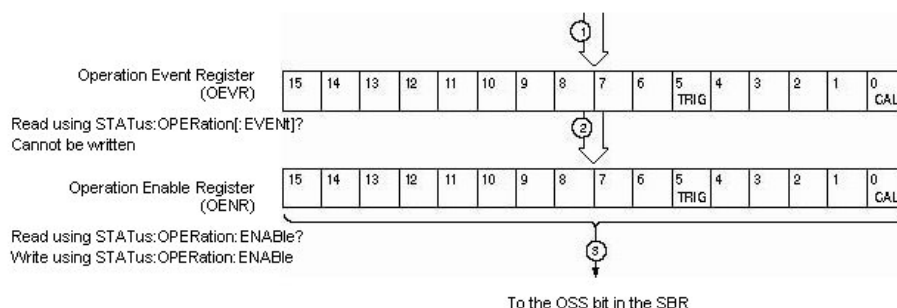 1
Operation Event Register
(OEVR)
15 14 13 12 11 10 9 8 7 6 5 4 3 2 1 0
TRIG CAL
Read using STATus:OPERation[:EVENt]?
Cannot be written
2
Operation Enable Register
(OENR)
15 14 13 12 11 10 9 8 7 6 5 4 3 2 1 0
TRIG CAL
Read using STATus:OPERation:ENABle?
Write using STATus:OPERation:ENABle
3
To the OSS bit in the SBR